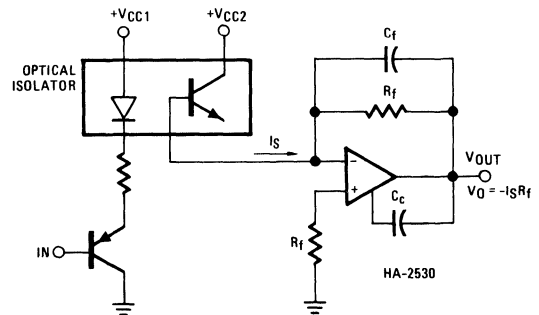 +VCC1
+VCC2
OPTICAL
ISOLATOR
Cf
Rf
IS
VOUT
VO = -ISRf
-
+
Cc
Rf
IN
HA-2530